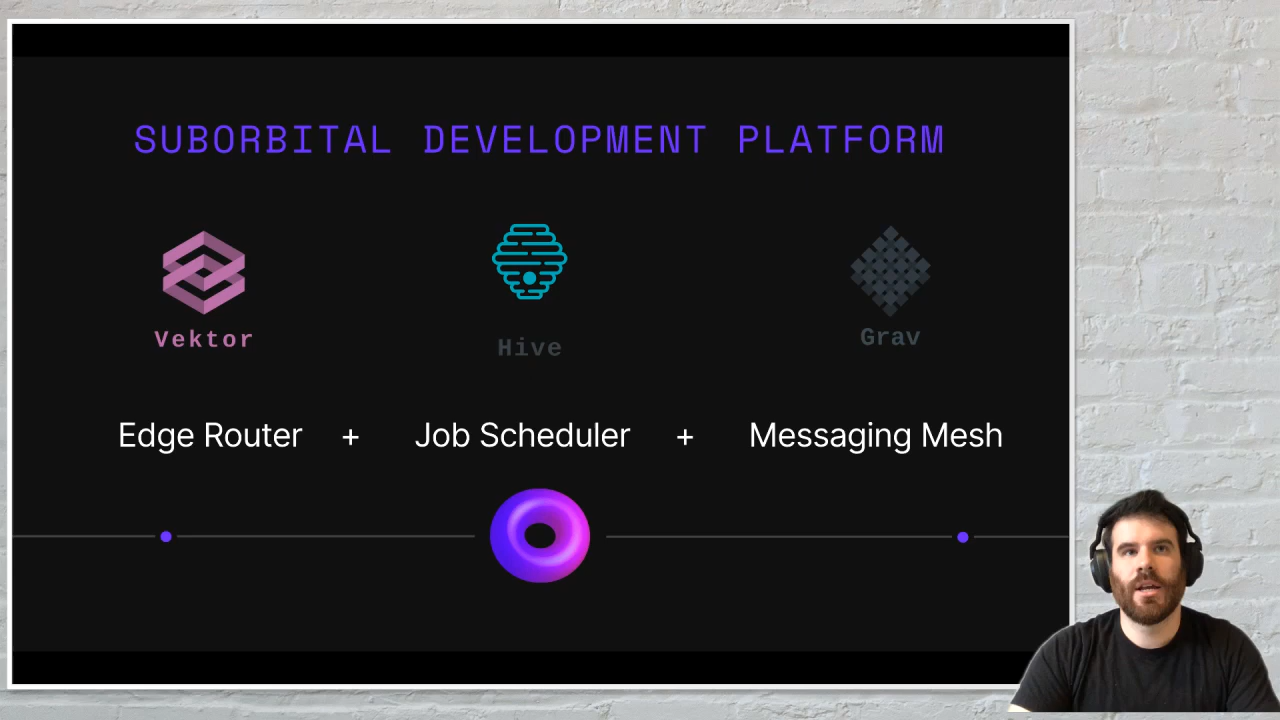 SUBORBITAL DEVELOPMENT PLATFORM
Vektor
Hive
Grav
Edge Router + Job Scheduler + Messaging Mesh